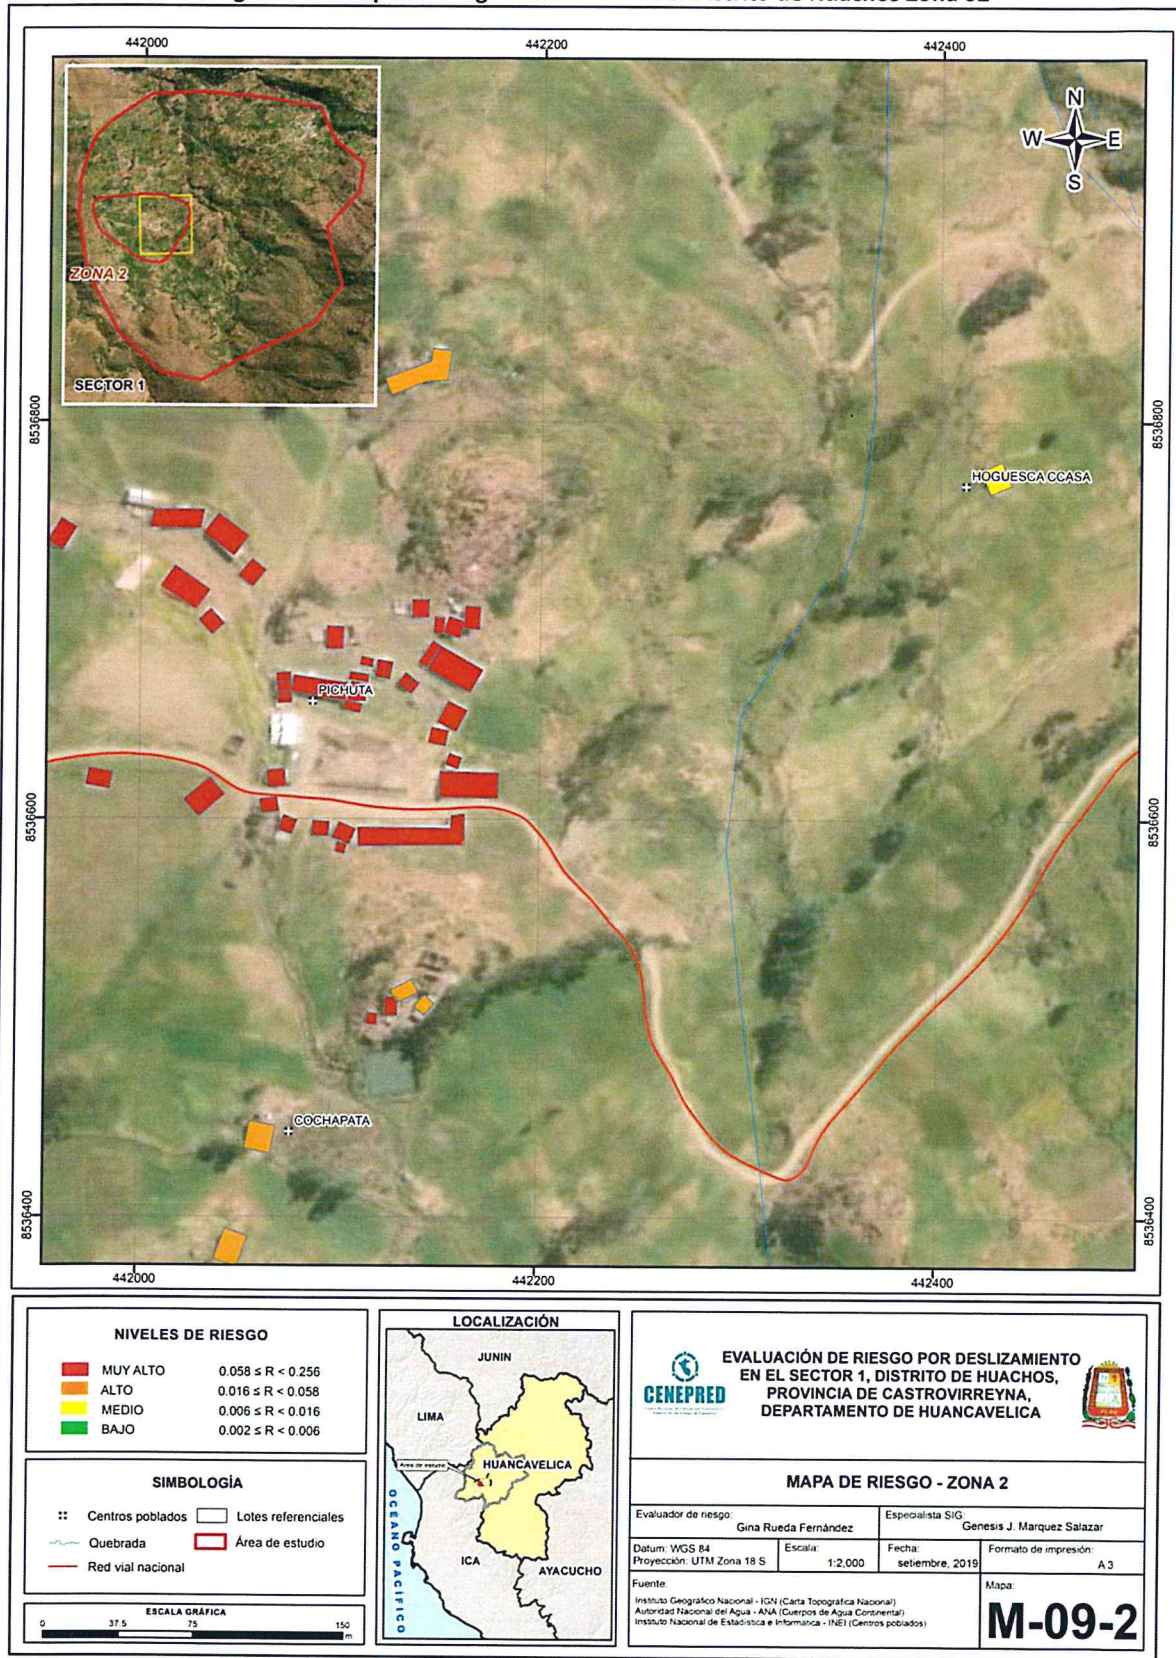 442000
442200
442400
N
W
E
S
ZONA 2
SECTOR 1
8536800
8536800
HOGUESCA CCASA
PICHUTA
8536600
8536600
COCHAPATA
8536400
8536400
442000
442200
442400
NIVELES DE RIESGO
MUY ALTO 0.058 ≤ R < 0.256
ALTO 0.016 ≤ R < 0.058
MEDIO 0.006 ≤ R < 0.016
BAJO 0.002 ≤ R < 0.006
SIMBOLOGÍA
Centros poblados Lotes referenciales
Quebrada Área de estudio
Red vial nacional
ESCALA GRÁFICA
0 37.5 75 150
m
LOCALIZACIÓN
JUNIN
LIMA
Área de estudio
HUANCAVELICA
OCEANO PACÍFICO
ICA
AYACUCHO
CENEPRED
EVALUACIÓN DE RIESGO POR DESLIZAMIENTO
EN EL SECTOR 1, DISTRITO DE HUACHOS,
PROVINCIA DE CASTROVIRREYNA,
DEPARTAMENTO DE HUANCAVELICA
MAPA DE RIESGO - ZONA 2
Evaluador de riesgo:
Gina Rueda Fernández
Especialista SIG:
Genesis J. Marquez Salazar
Datum: WGS 84
Proyección: UTM Zona 18 S
Escala:
1:2,000
Fecha:
setiembre, 2019
Formato de impresión:
A 3
Fuente:
Instituto Geográfico Nacional - IGN (Carta Topográfica Nacional)
Autoridad Nacional del Agua - ANA (Cuerpos de Agua Continental)
Instituto Nacional de Estadística e Informática - INEI (Centros poblados)
Mapa:
M-09-2